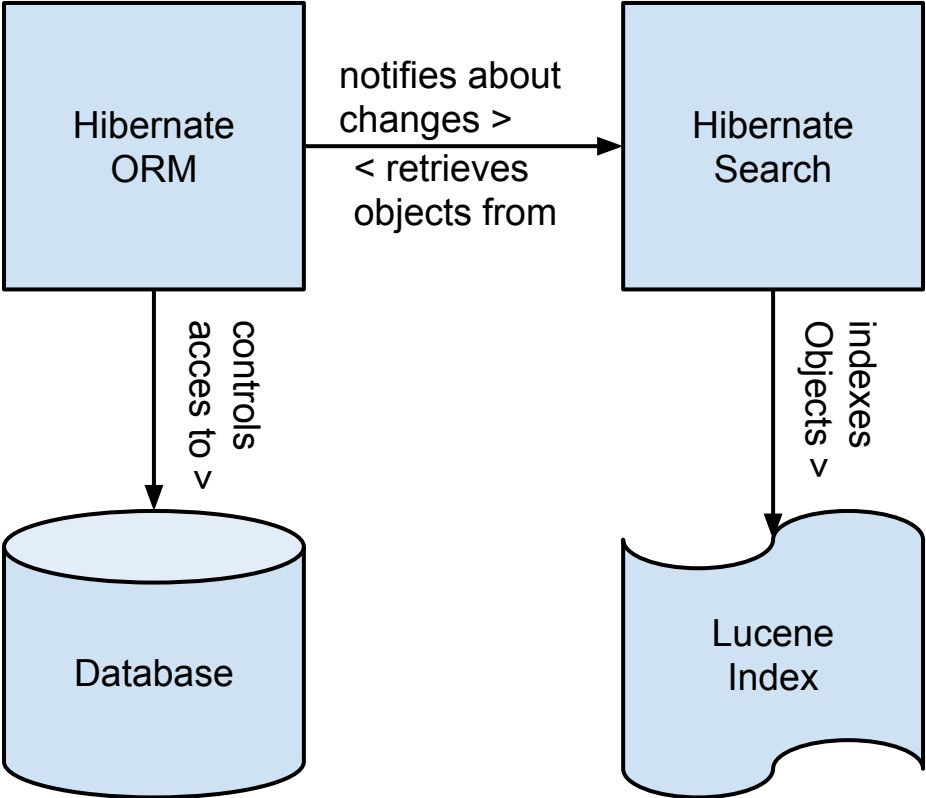 Hibernate
ORM
notifies about
changes >
< retrieves
objects from
Hibernate
Search
controls
acces to >
indexes
Objects >
Database
Lucene
Index